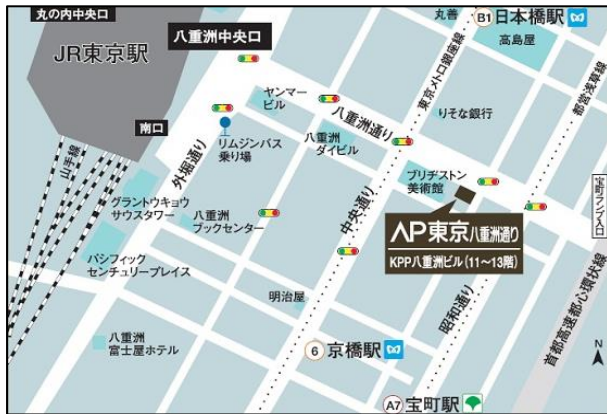 丸の内中央口
JR東京駅
八重洲中央口
丸善
B1 日本橋駅
高島屋
ヤンマー
ビル
南口
リムジンバス
乗り場
八重洲
ダイビル
八重洲通り
東京メトロ銀座線
りそな銀行
都営浅草線
山手線
外堀通り
グラントウキョウ
サウスタワー
八重洲
ブックセンター
中央通り
ブリヂストン
美術館
宝町ランプ入口
AP東京八重洲通り
KPP八重洲ビル(11～13階)
パシフィック
センチュリープレイス
明治屋
昭和通り
首都高速都心環状線
八重洲
富士屋ホテル
6 京橋駅
N
A7 宝町駅